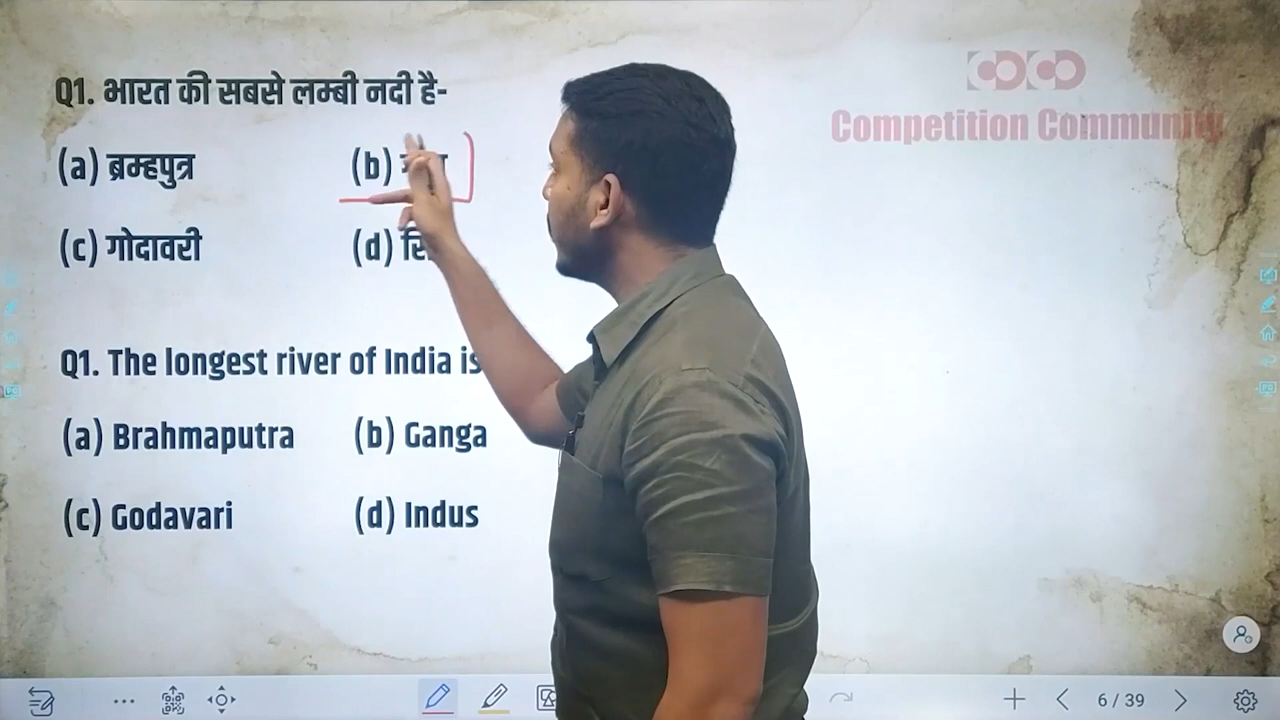 Q1. भारत की सबसे लम्बी नदी है-
(a) ब्रम्हपुत्र (b)
(c) गोदावरी (d)
Q1. The longest river of India is
(a) Brahmaputra (b) Ganga
(c) Godavari (d) Indus
COCO
Competition Community
6 / 39